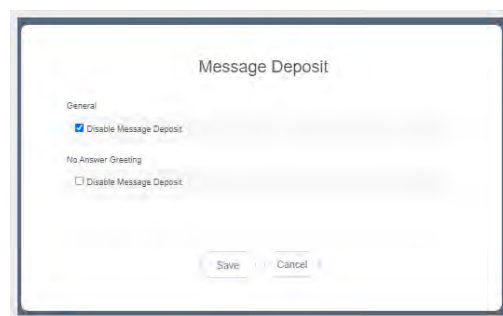 Message Deposit
General
Disable Message Deposit
No Answer Greeting
Disable Message Deposit
Save Cancel